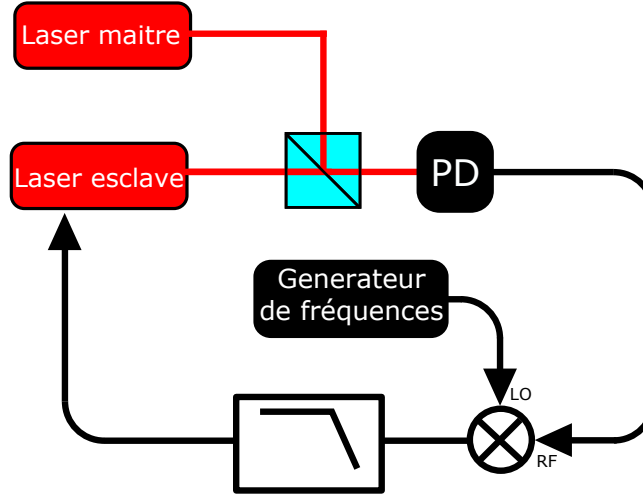 Laser maitre
Laser esclave
PD
Generateur
de fréquences
LO
RF